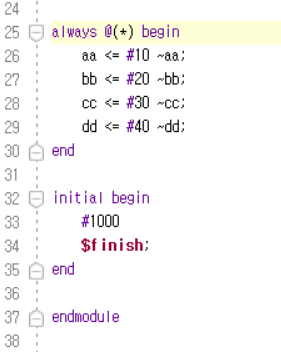 24
25 always @(*) begin
26 aa <= #10 ~aa;
27 bb <= #20 ~bb;
28 cc <= #30 ~cc;
29 dd <= #40 ~dd;
30 end
31
32 initial begin
33 #1000
34 $finish;
35 end
36
37 endmodule
38